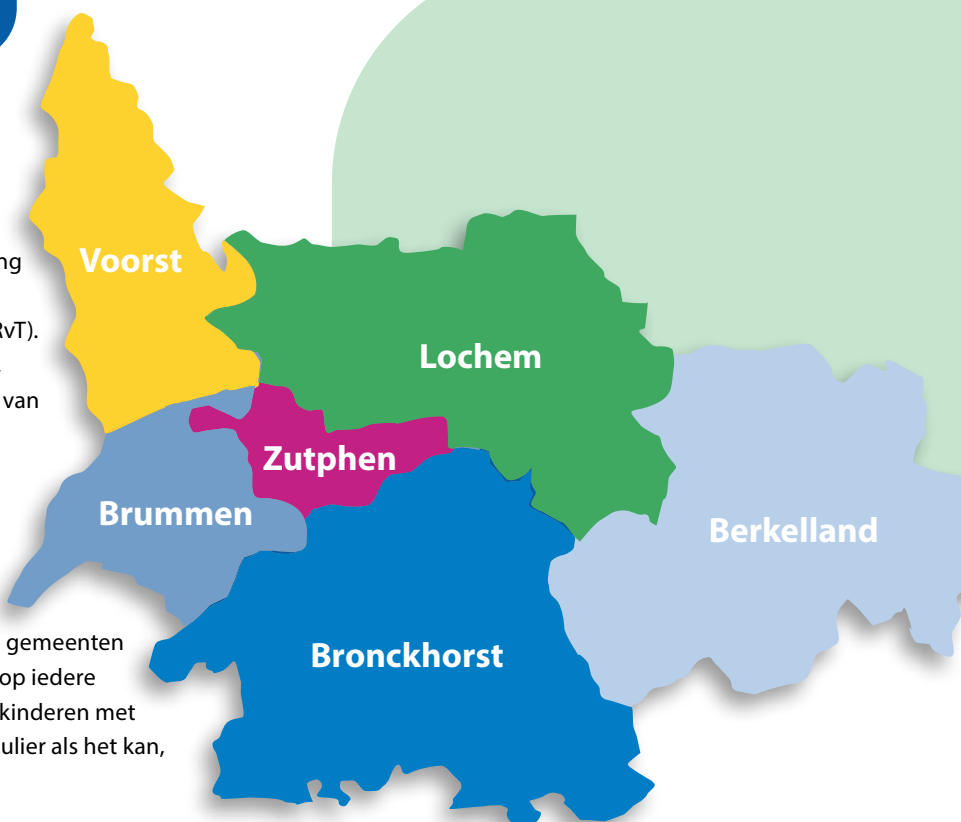 ng
RvT).
van
gemeenten
op iedere
kinderen met
ulier als het kan,
Voorst
Lochem
Zutphen
Brummen
Berkelland
Bronckhorst